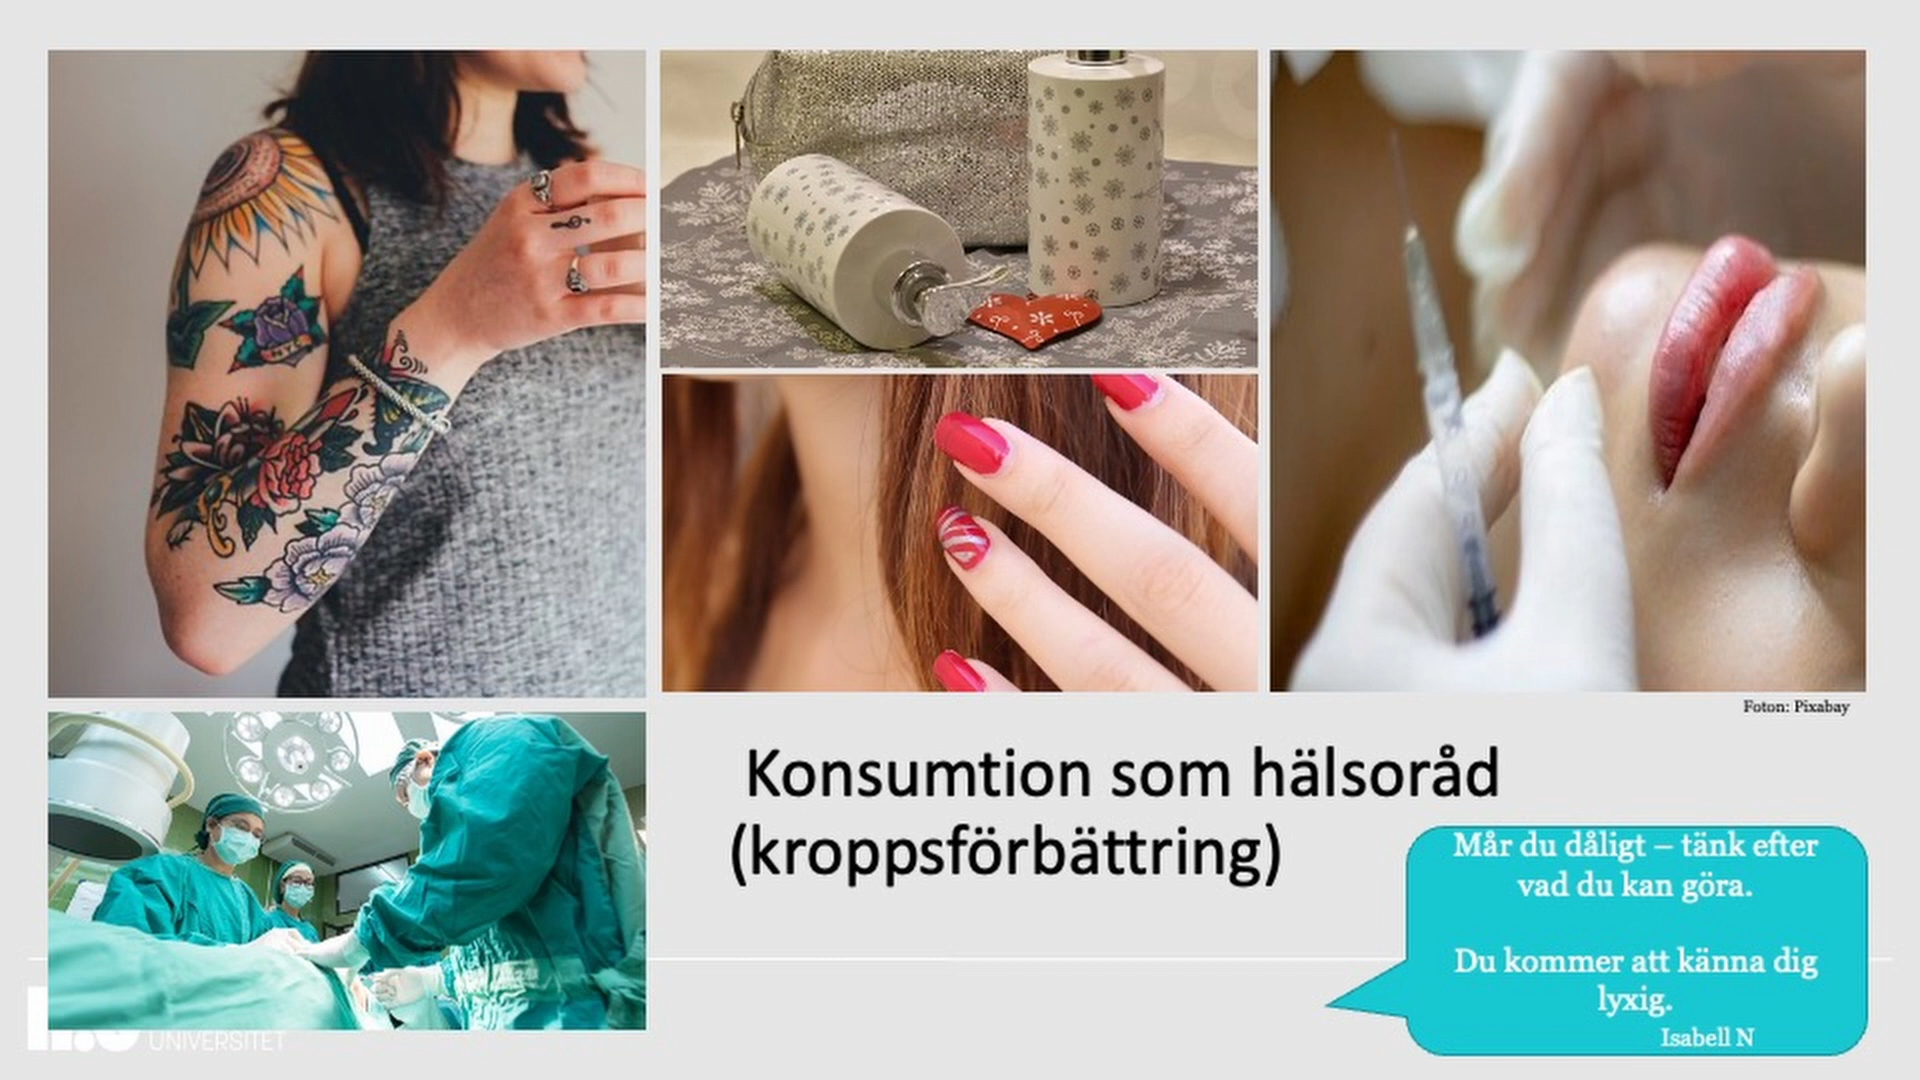 NYC
Foton: Pixabay
Konsumtion som hälsoråd
(kroppsförbättring)
Mår du dåligt – tänk efter
vad du kan göra.
Du kommer att känna dig
lyxig.
Isabell N
UNIVERSITET